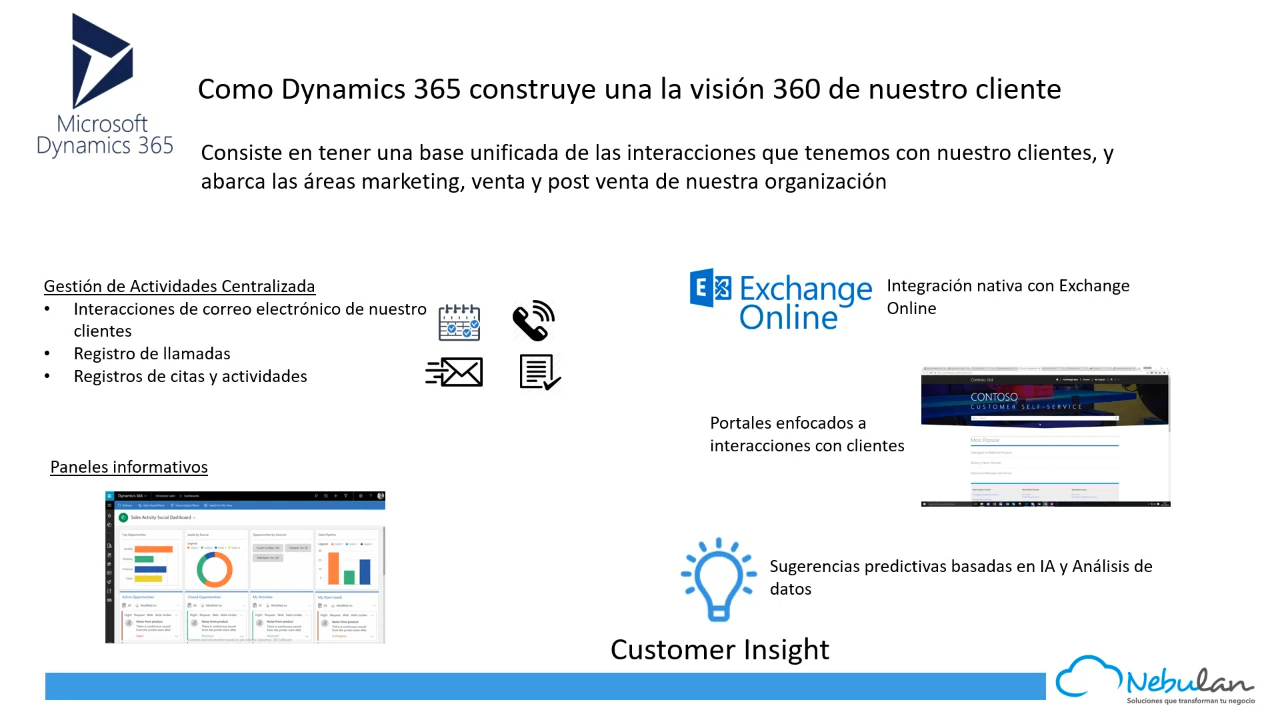 Microsoft
Dynamics 365
Como Dynamics 365 construye una la visión 360 de nuestro cliente
Consiste en tener una base unificada de las interacciones que tenemos con nuestro clientes, y
abarca las áreas marketing, venta y post venta de nuestra organización
Gestión de Actividades Centralizada
• Interacciones de correo electrónico de nuestro
clientes
• Registro de llamadas
• Registros de citas y actividades
Paneles informativos
Dynamics 365
Sales Activity Social Dashboard
E
Exchange
Online
Integración nativa con Exchange
Online
Portales enfocados a
interacciones con clientes
CONTOSO
CUSTOMER SELF-SERVICE
Most Popular
Sugerencias predictivas basadas en IA y Análisis de
datos
Customer Insight
Nebulan
Soluciones que transforman tu negocio